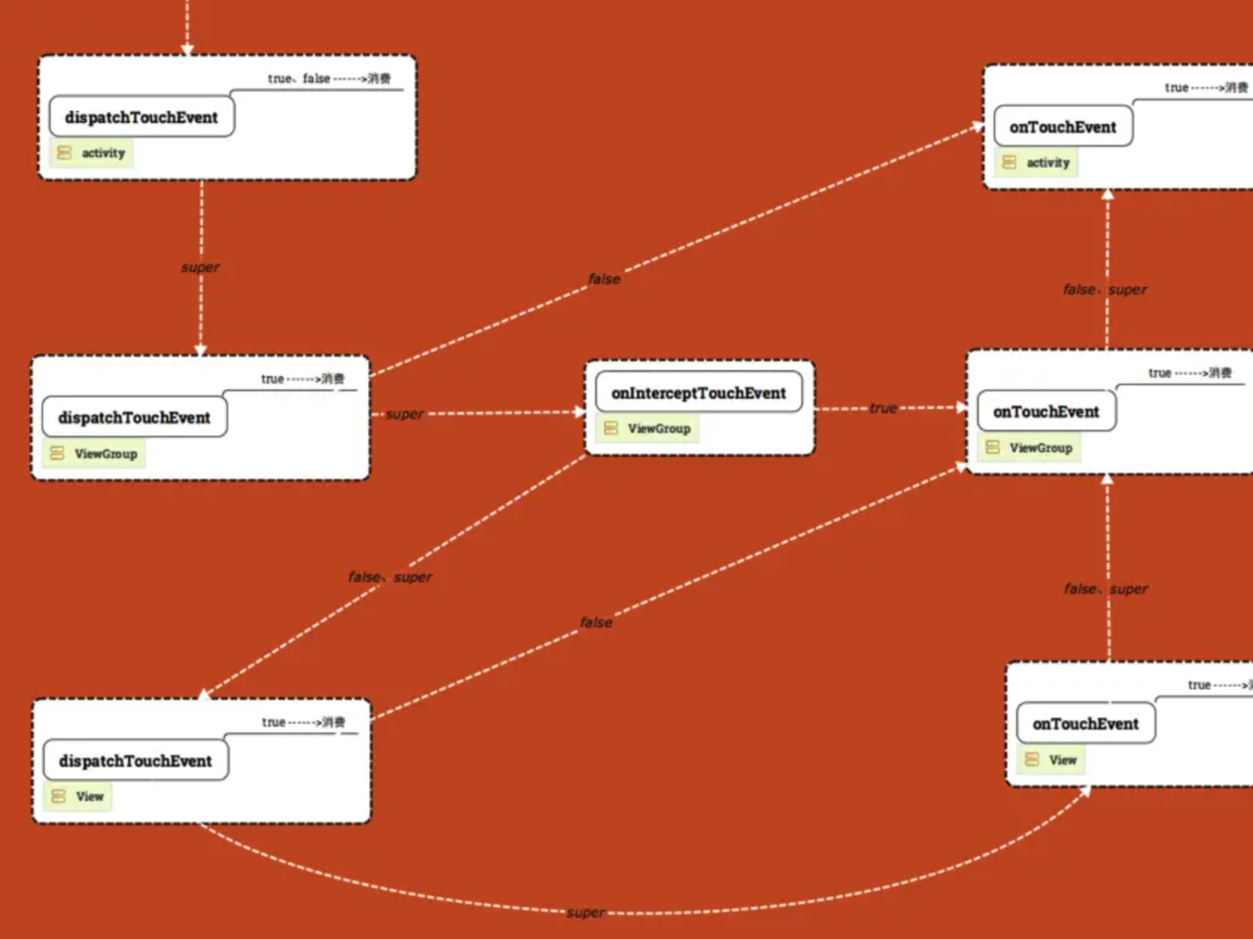 true、false ------>消费
dispatchTouchEvent
activity
true ------>消费
onTouchEvent
activity
super
false
false、super
true ------>消费
dispatchTouchEvent
ViewGroup
super
onInterceptTouchEvent
ViewGroup
true
true ------>消费
onTouchEvent
ViewGroup
false、super
false
false、super
true ------>消费
dispatchTouchEvent
View
true ------>
onTouchEvent
View
super